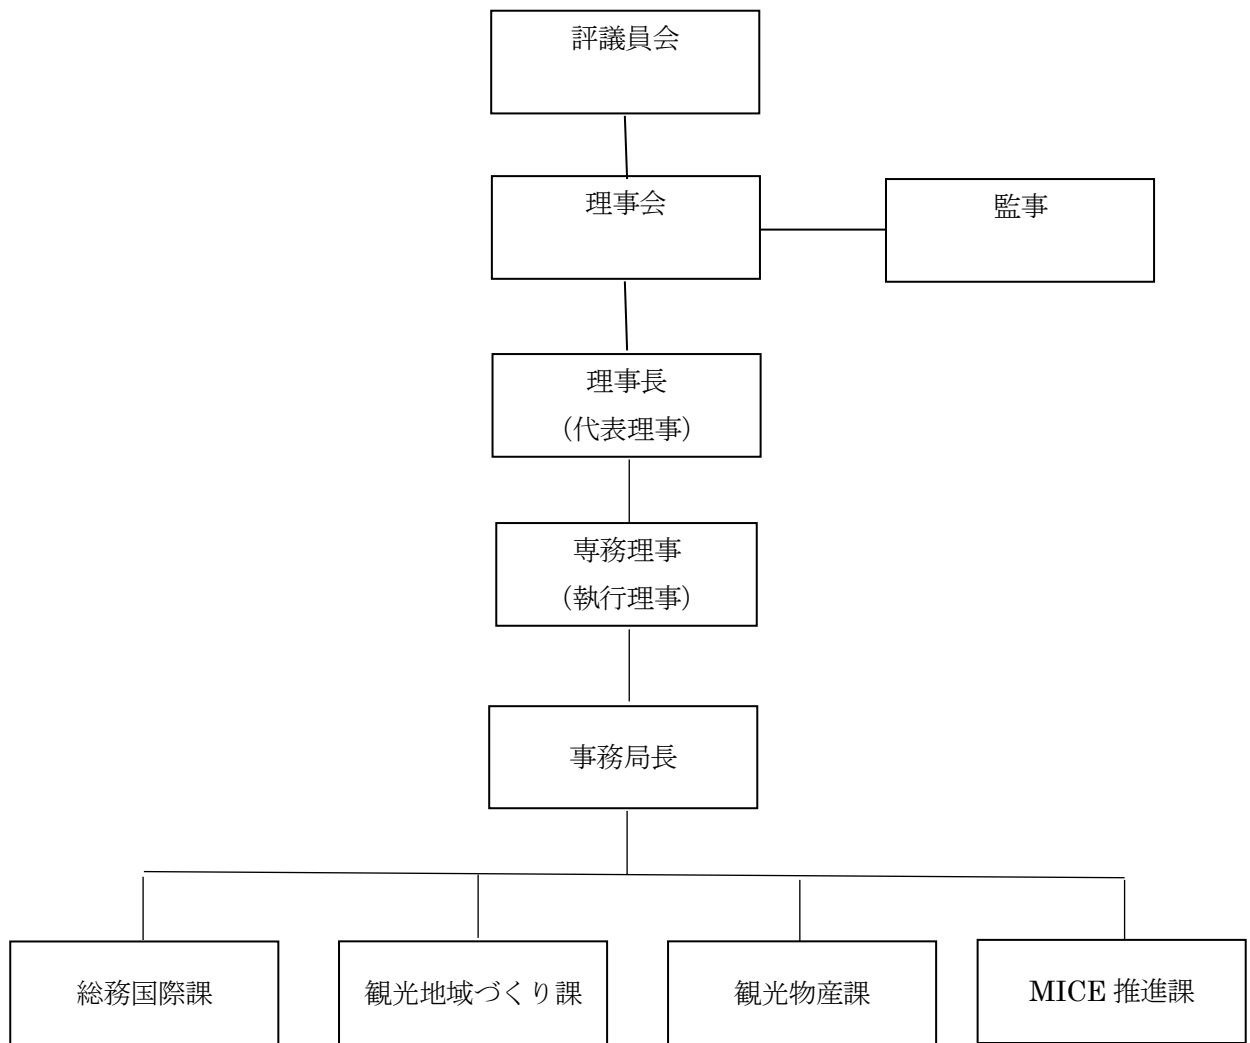 評議員会
理事会
監事
理事長
（代表理事）
専務理事
（執行理事）
事務局長
総務国際課
観光地域づくり課
観光物産課
MICE 推進課